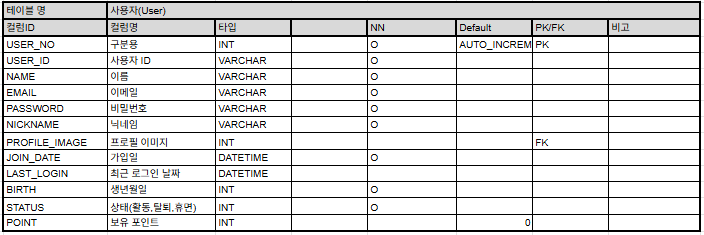 테이블 명 사용자(User)
컬럼ID 컬럼명 타입 NN Default PK/FK 비고
USER_NO 구분용 INT O AUTO_INCREM PK
USER_ID 사용자 ID VARCHAR O
NAME 이름 VARCHAR O
EMAIL 이메일 VARCHAR O
PASSWORD 비밀번호 VARCHAR O
NICKNAME 닉네임 VARCHAR O
PROFILE_IMAGE 프로필 이미지 INT FK
JOIN_DATE 가입일 DATETIME O
LAST_LOGIN 최근 로그인 날짜 DATETIME
BIRTH 생년월일 INT O
STATUS 상태(활동,탈퇴,휴면) INT O
POINT 보유 포인트 INT 0